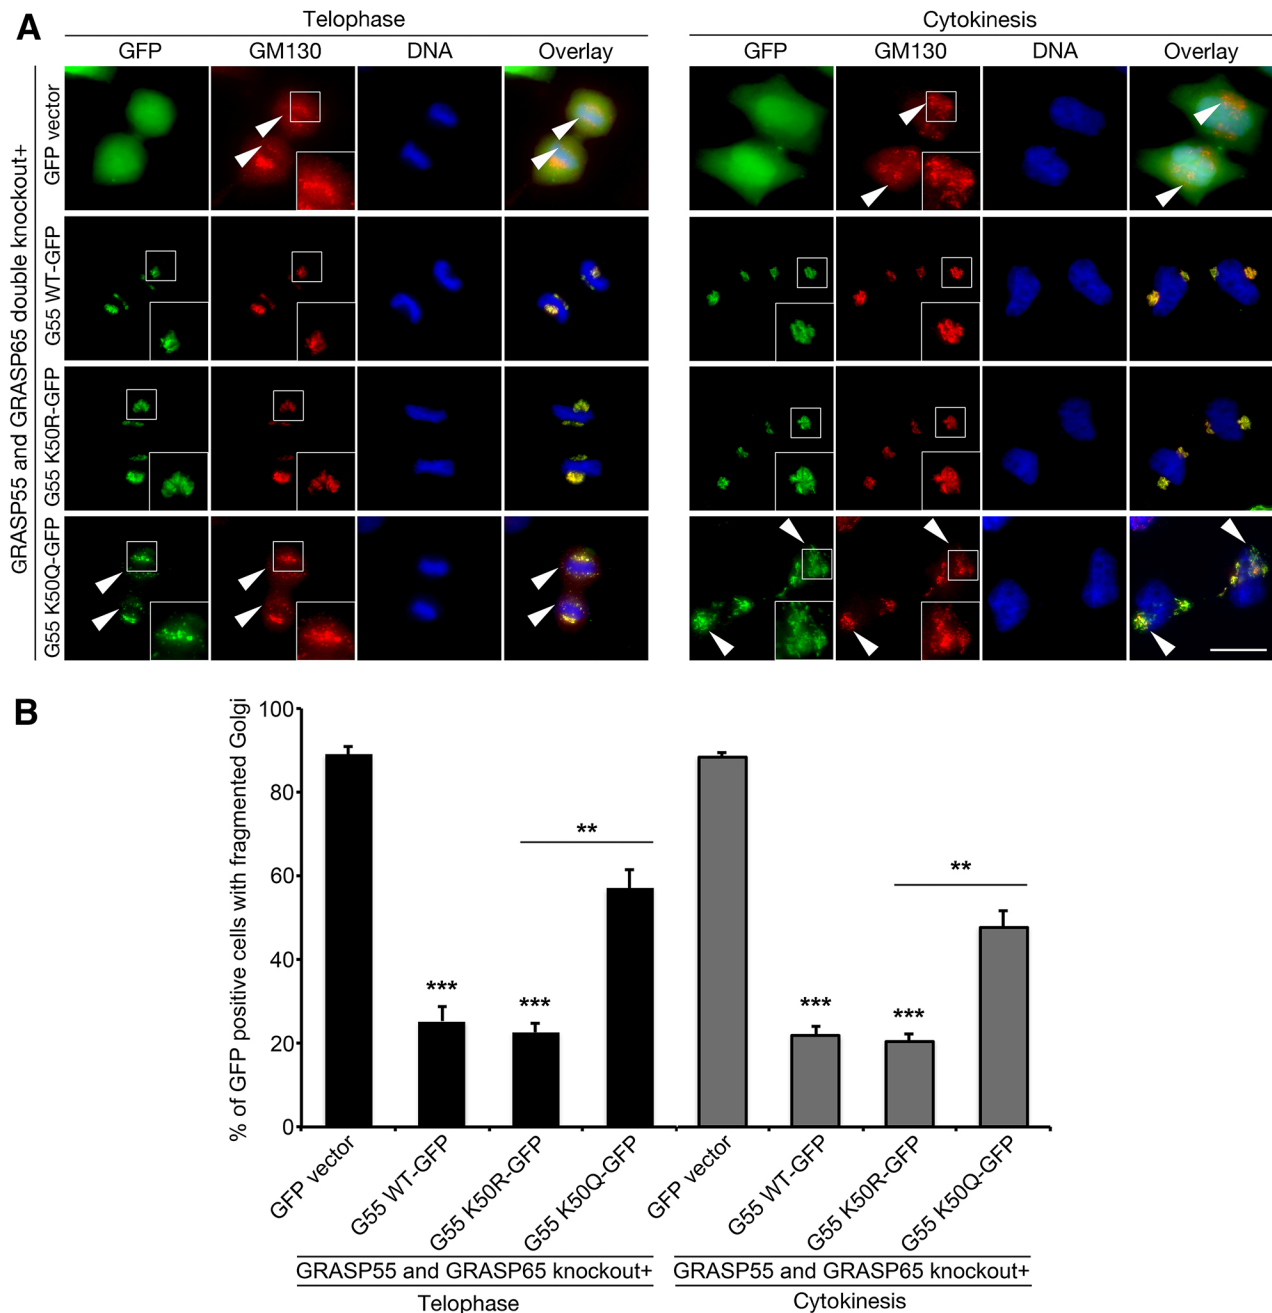 A
Telophase
Cytokinesis
GFP GM130 DNA Overlay GFP GM130 DNA Overlay
GRASP55 and GRASP65 double knockout+
GFP vector
G55 WT-GFP
G55 K50R-GFP
G55 K50Q-GFP
B
% of GFP positive cells with fragmented Golgi
100
80
60
40
20
0
**
**
***
***
***
***
GFP vector
G55 WT-GFP
G55 K50R-GFP
G55 K50Q-GFP
GFP vector
G55 WT-GFP
G55 K50R-GFP
G55 K50Q-GFP
GRASP55 and GRASP65 knockout+ GRASP55 and GRASP65 knockout+
Telophase Cytokinesis